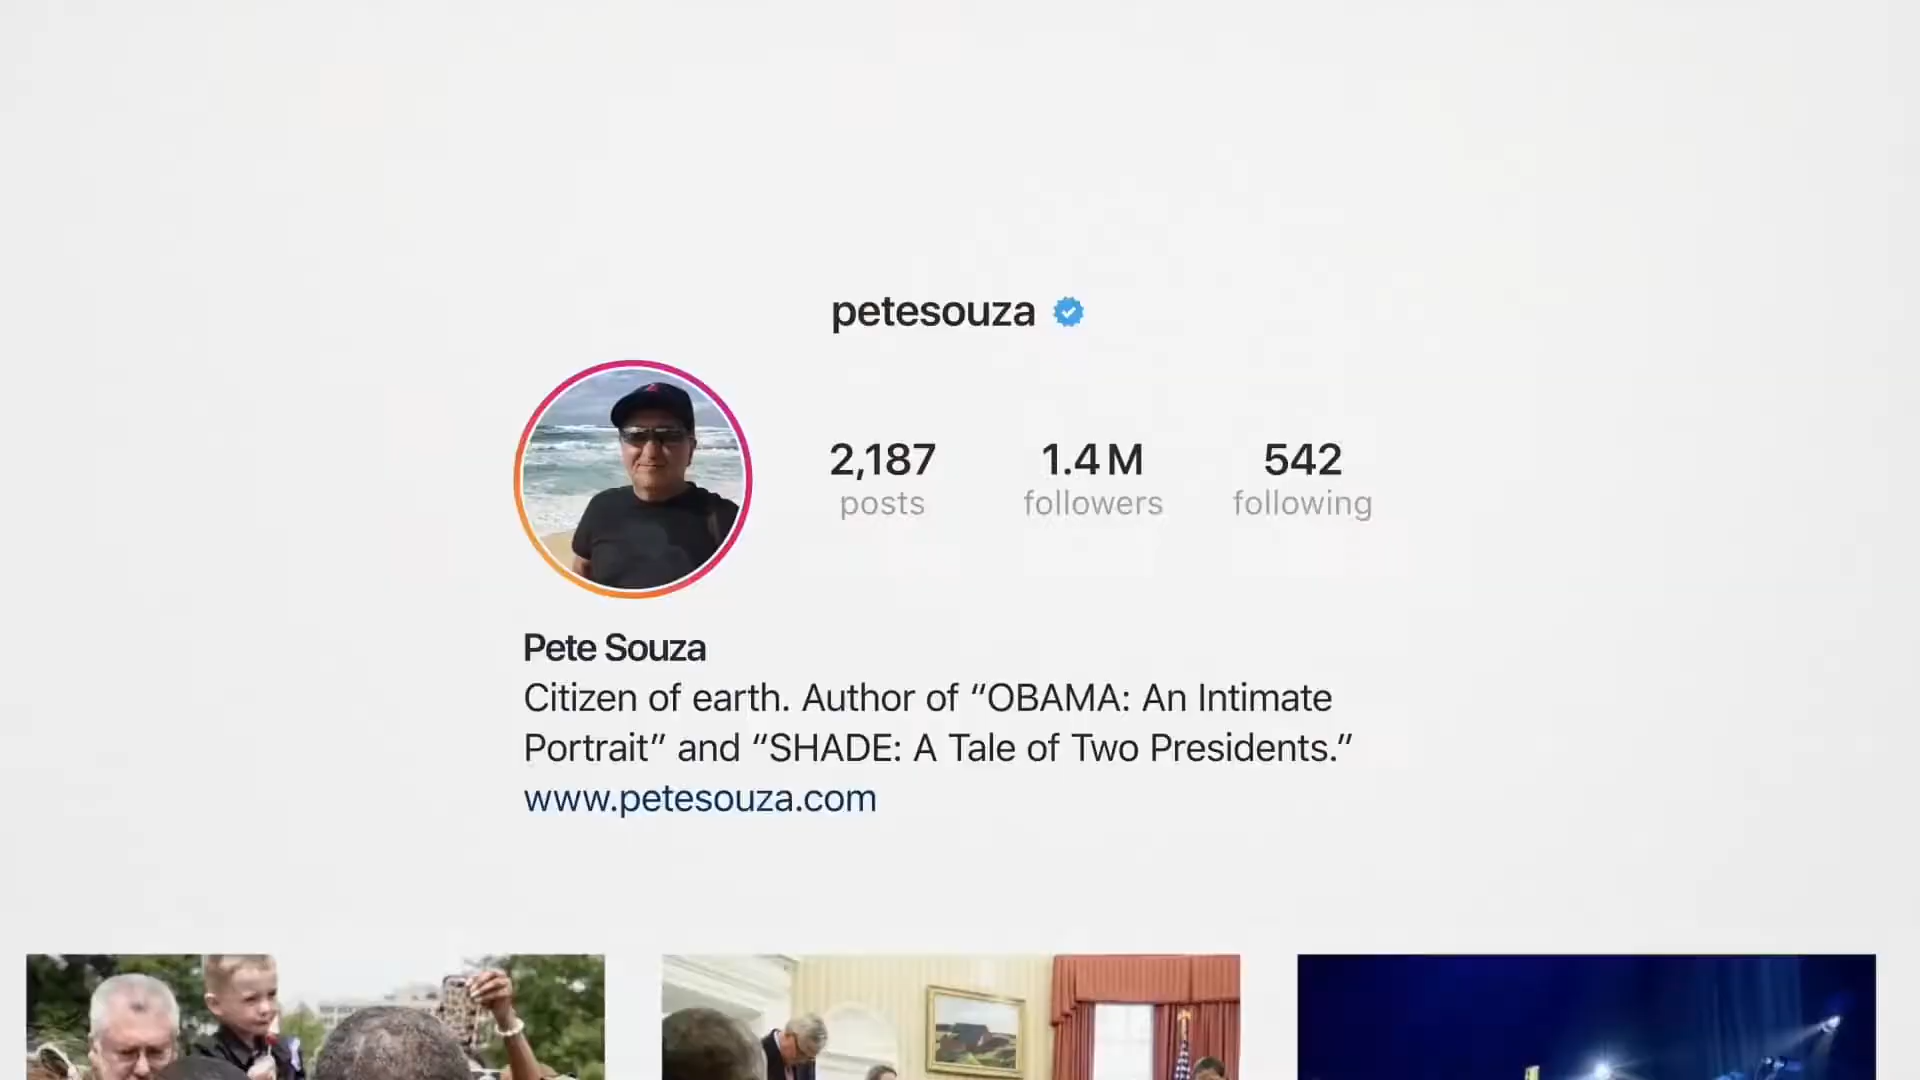 petesouza
2,187 1.4M 542
posts followers following
Pete Souza
Citizen of earth. Author of “OBAMA: An Intimate
Portrait” and “SHADE: A Tale of Two Presidents.”
www.petesouza.com